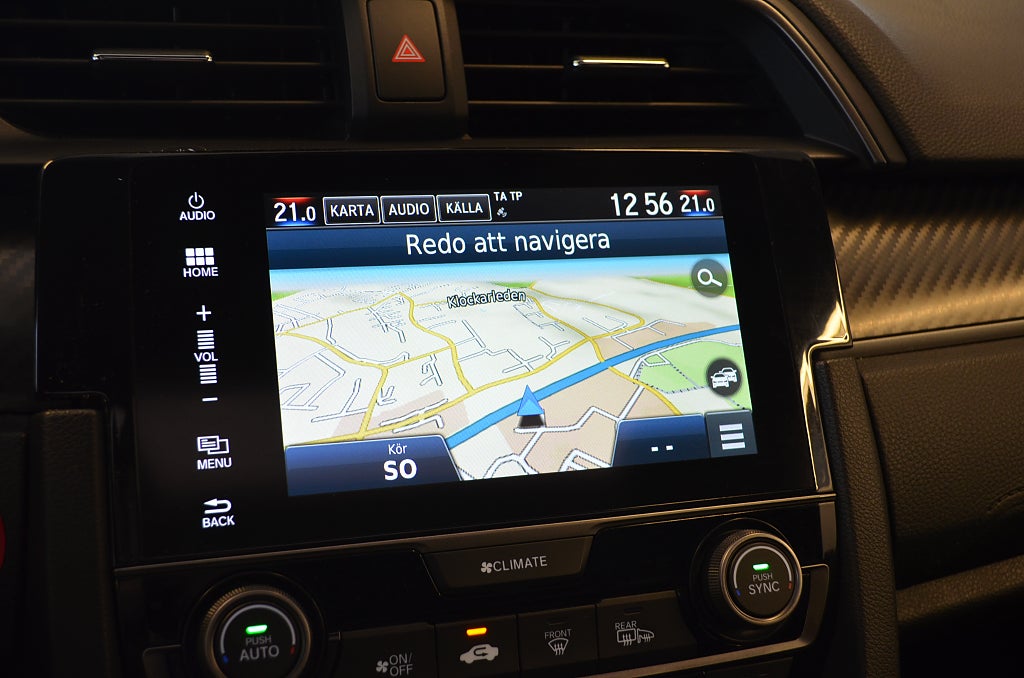 AUDIO
HOME
+
VOL
-
MENU
BACK
21.0 KARTA AUDIO KÄLLA TA TP 12 56 21.0
Redo att navigera
Klockarleden
Kör
SO
--
CLIMATE
PUSH
AUTO
ON/
OFF
FRONT
REAR
PUSH
SYNC